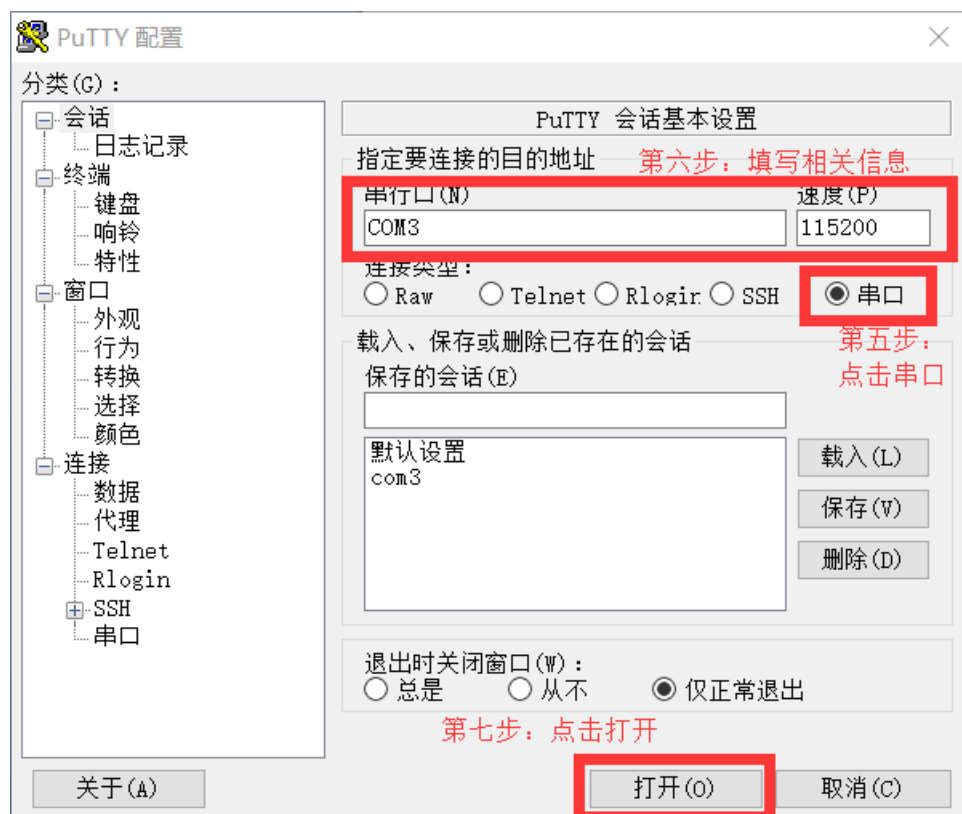 PuTTY 配置
分类(G)：
会话
日志记录
终端
键盘
响铃
特性
窗口
外观
行为
转换
选择
颜色
连接
数据
代理
Telnet
Rlogin
SSH
串口
PuTTY 会话基本设置
指定要连接的目的地址
第六步：填写相关信息
串行口(N) 速度(P)
COM3 115200
连接类型：
Raw Telnet Rlogin SSH 串口
第五步：
点击串口
载入、保存或删除已存在的会话
保存的会话(E)
默认设置
com3
载入(L)
保存(V)
删除(D)
退出时关闭窗口(W)：
总是 从不 仅正常退出
第七步：点击打开
关于(A) 打开(O) 取消(C)